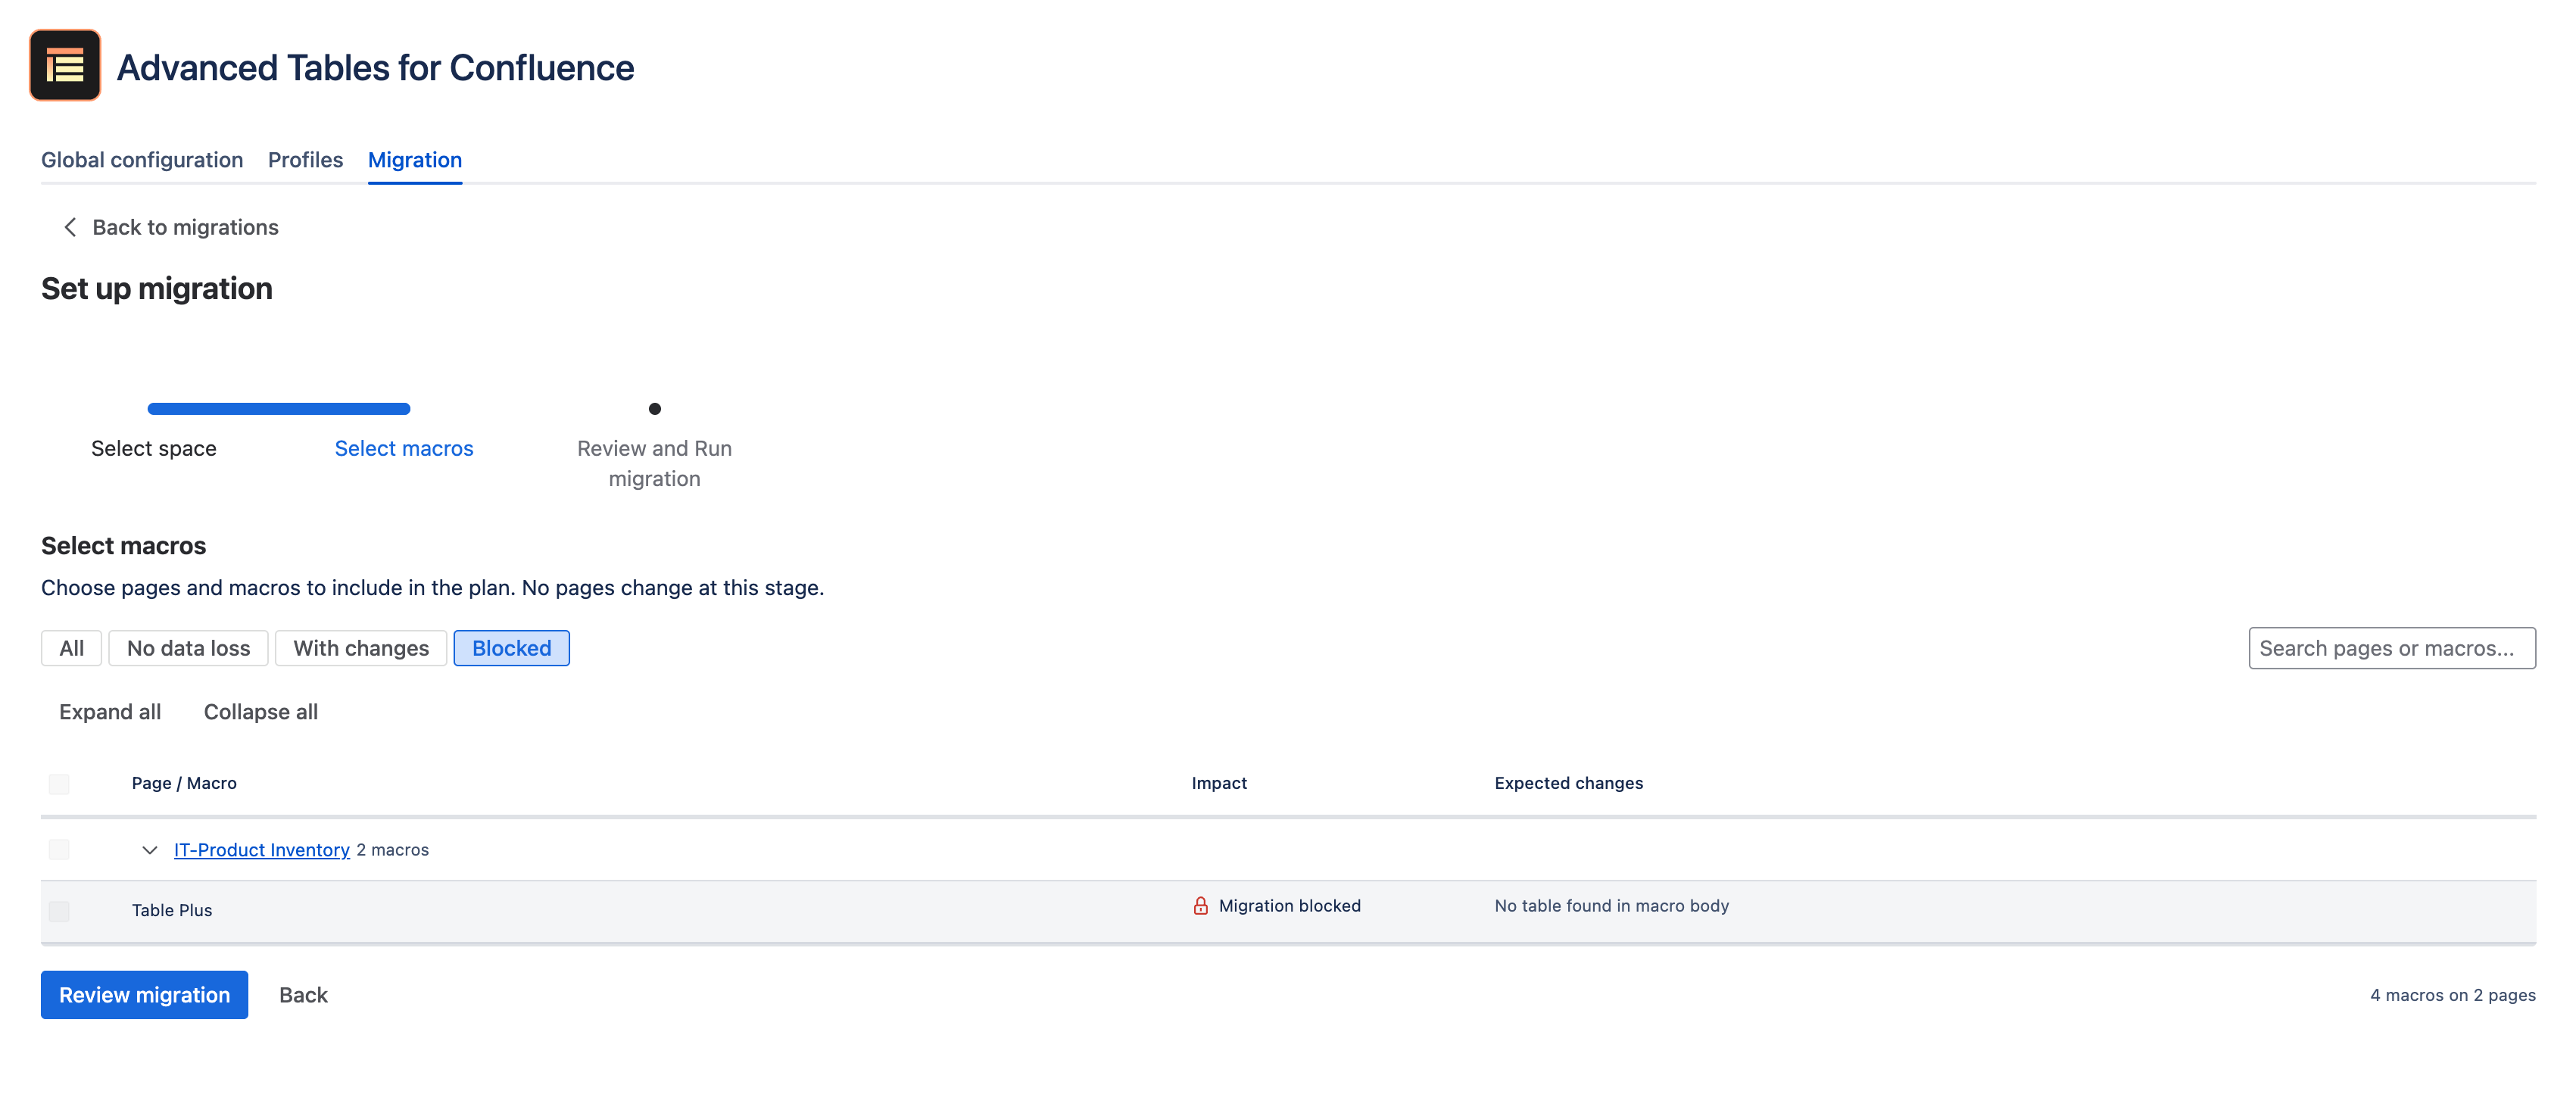 Advanced Tables for Confluence
Global configuration Profiles Migration
Back to migrations
Set up migration
Select space Select macros Review and Run
migration
Select macros
Choose pages and macros to include in the plan. No pages change at this stage.
All No data loss With changes Blocked Search pages or macros...
Expand all Collapse all
Page / Macro Impact Expected changes
IT-Product Inventory 2 macros
Table Plus Migration blocked No table found in macro body
Review migration Back 4 macros on 2 pages